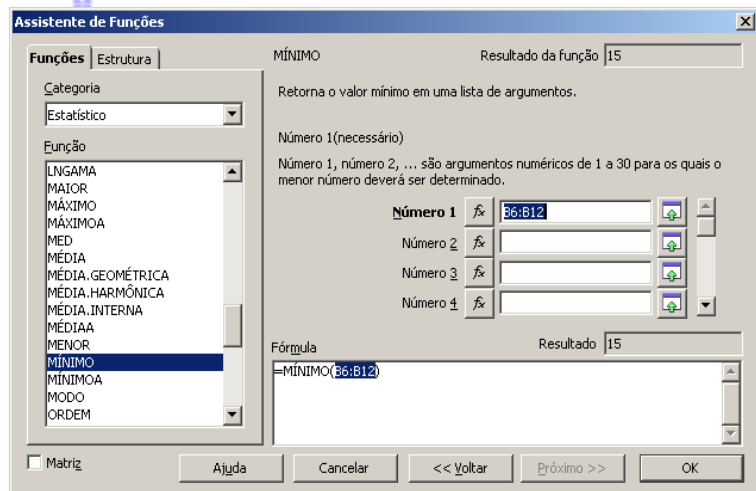 Assistente de Funções
Funções Estrutura
Categoria
Estatístico
Função
LNGAMA
MAIOR
MÁXIMO
MÁXIMOA
MED
MÉDIA
MÉDIA.GEOMÉTRICA
MÉDIA.HARMÔNICA
MÉDIA.INTERNA
MÉDIAA
MENOR
MÍNIMO
MÍNIMOA
MODO
ORDEM
MÍNIMO Resultado da função 15
Retorna o valor mínimo em uma lista de argumentos.
Número 1(necessário)
Número 1, número 2, ... são argumentos numéricos de 1 a 30 para os quais o
menor número deverá ser determinado.
Número 1 fx B6:B12
Número 2 fx
Número 3 fx
Número 4 fx
Fórmula Resultado 15
=MÍNIMO(B6:B12)
Matriz Ajuda Cancelar << Voltar Próximo >> OK